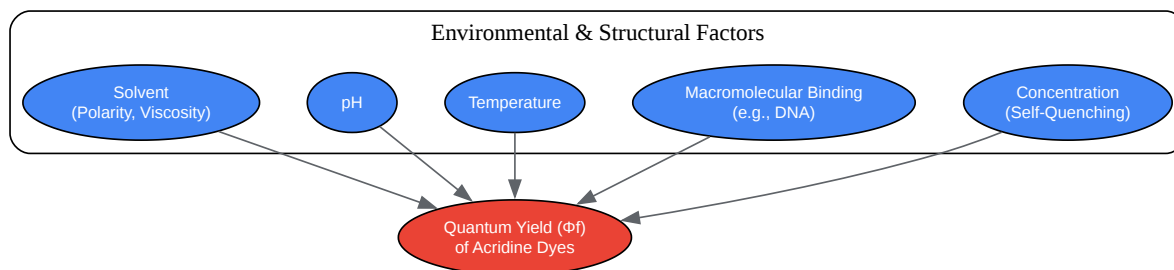 Environmental & Structural Factors
Solvent
(Polarity, Viscosity)
pH
Temperature
Macromolecular Binding
(e.g., DNA)
Concentration
(Self-Quenching)
Quantum Yield (Φf)
of Acridine Dyes